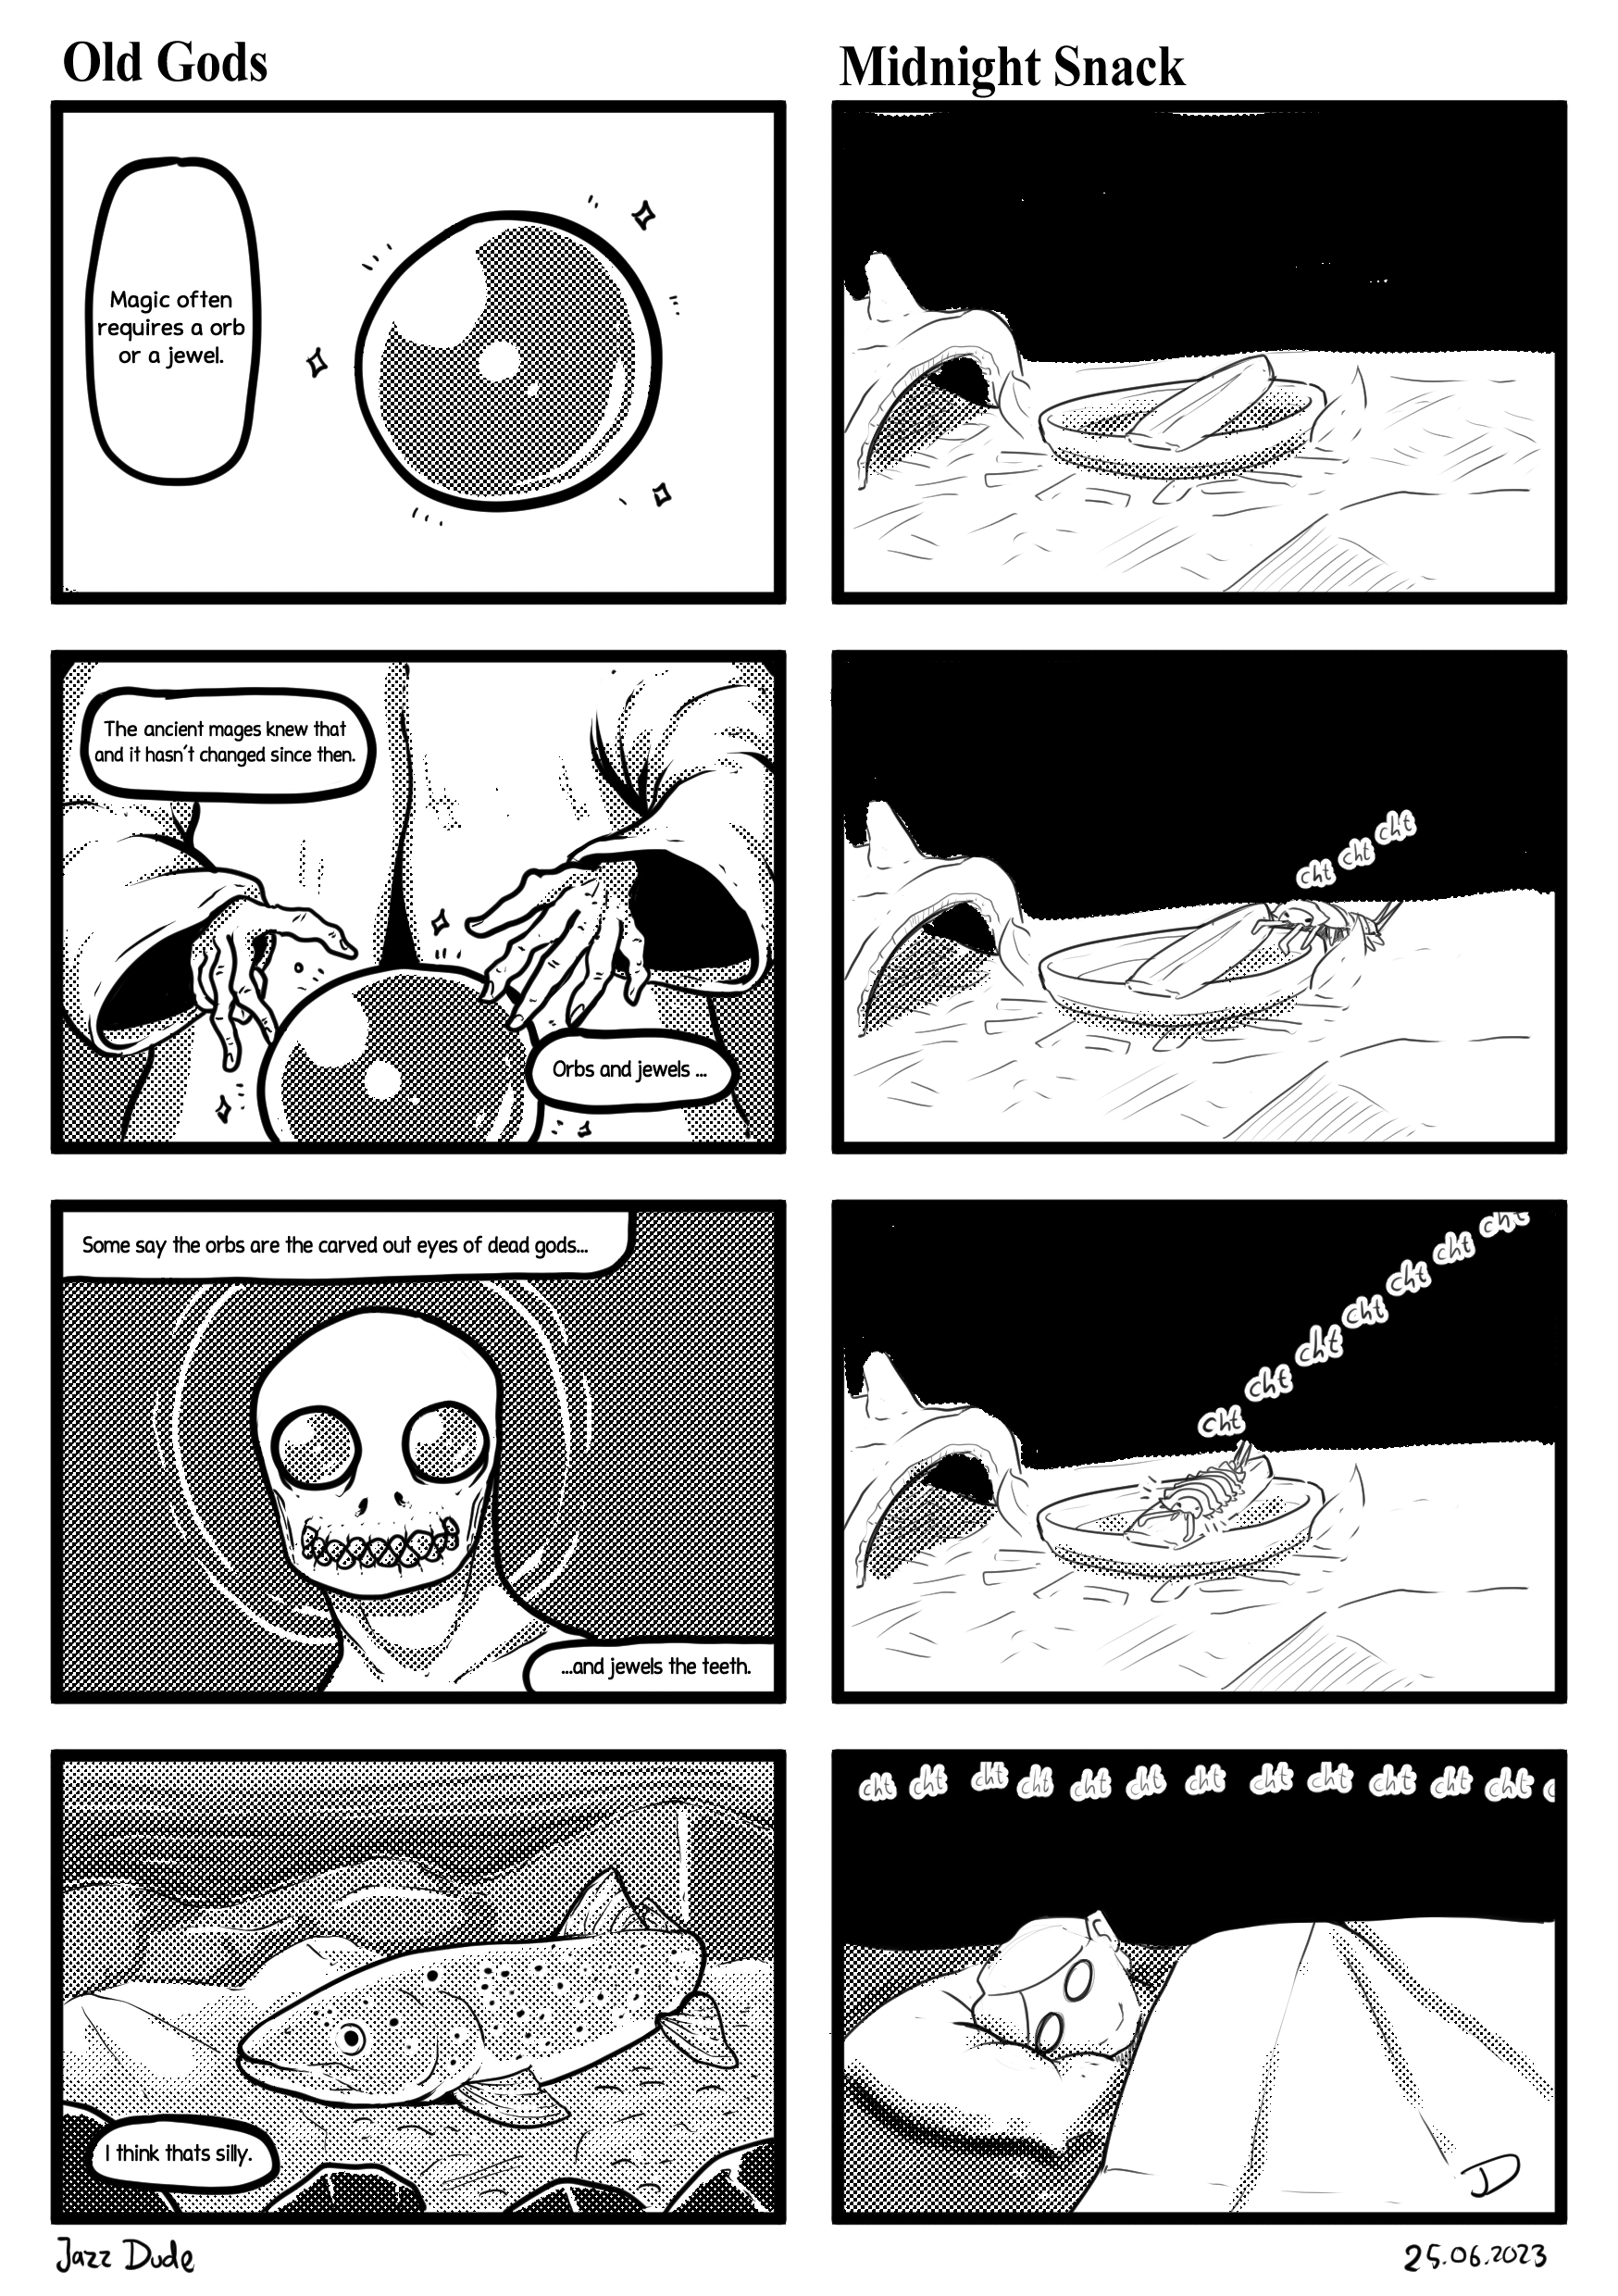 Old Gods
Magic often
requires a orb
or a jewel.
The ancient mages knew that
and it hasn't changed since then.
Orbs and jewels ...
Some say the orbs are the carved out eyes of dead gods...
...and jewels the teeth.
I think thats silly.
Jazz Dude
Midnight Snack
cht cht cht
cht cht cht cht cht cht cht
cht cht cht cht cht cht cht cht cht cht cht cht c
JD
25.06.2023